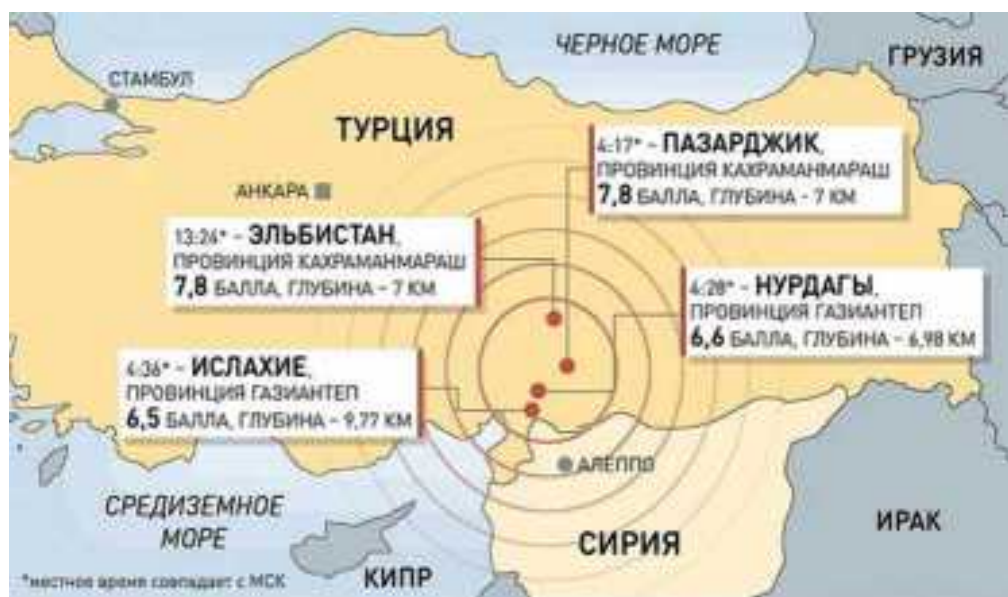 ЧЕРНОЕ МОРЕ
ГРУЗИЯ
СТАМБУЛ
ТУРЦИЯ
4:17* – ПАЗАРДЖИК,
ПРОВИНЦИЯ КАХРАМАНМАРАШ
7,8 БАЛЛА, ГЛУБИНА – 7 КМ
АНКАРА
13:24* – ЭЛЬБИСТАН,
ПРОВИНЦИЯ КАХРАМАНМАРАШ
7,8 БАЛЛА, ГЛУБИНА – 7 КМ
4:28* – НУРДАГЫ,
ПРОВИНЦИЯ ГАЗИАНТЕП
6,6 БАЛЛА, ГЛУБИНА – 6,98 КМ
4:36* – ИСЛАХИЕ,
ПРОВИНЦИЯ ГАЗИАНТЕП
6,5 БАЛЛА, ГЛУБИНА – 9,77 КМ
АЛЕППО
СРЕДИЗЕМНОЕ
МОРЕ
СИРИЯ
ИРАК
КИПР
*местное время совпадает с МСК